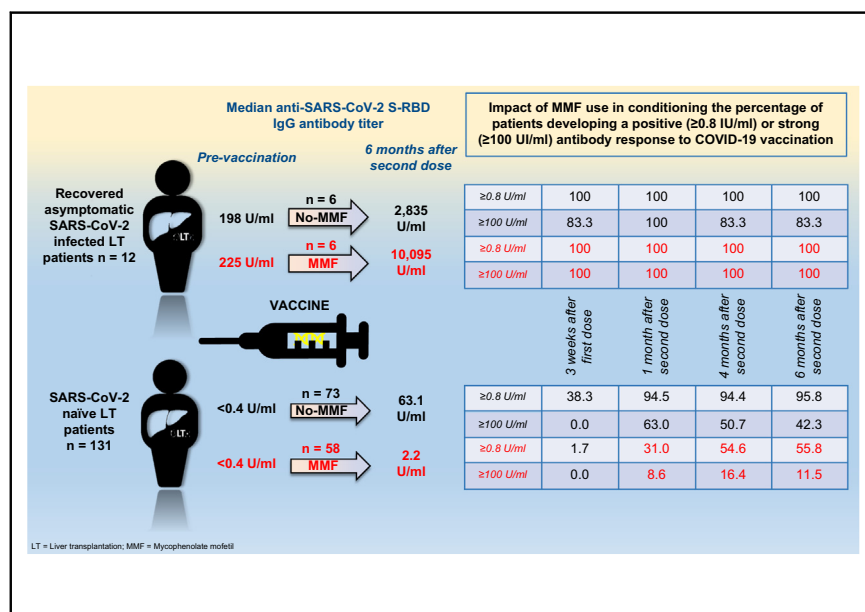 Median anti-SARS-CoV-2 S-RBD
IgG antibody titer
Pre-vaccination
6 months after
second dose
Impact of MMF use in conditioning the percentage of
patients developing a positive (≥0.8 IU/ml) or strong
(≥100 UI/ml) antibody response to COVID-19 vaccination
Recovered
asymptomatic
SARS-CoV-2
infected LT
patients n = 12
LT
198 U/ml
n = 6
No-MMF
2,835
U/ml
225 U/ml
n = 6
MMF
10,095
U/ml
≥0.8 U/ml 100 100 100 100
≥100 U/ml 83.3 100 83.3 83.3
≥0.8 U/ml 100 100 100 100
≥100 U/ml 100 100 100 100
VACCINE
3 weeks after
first dose
1 month after
second dose
4 months after
second dose
6 months after
second dose
SARS-CoV-2
naïve LT
patients
n = 131
LT
<0.4 U/ml
n = 73
No-MMF
63.1
U/ml
<0.4 U/ml
n = 58
MMF
2.2
U/ml
≥0.8 U/ml 38.3 94.5 94.4 95.8
≥100 U/ml 0.0 63.0 50.7 42.3
≥0.8 U/ml 1.7 31.0 54.6 55.8
≥100 U/ml 0.0 8.6 16.4 11.5
LT = Liver transplantation; MMF = Mycophenolate mofetil